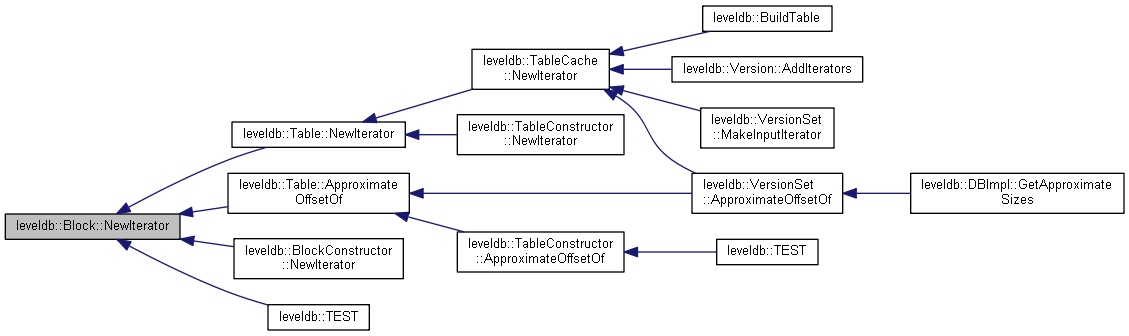 leveldb::BuildTable
leveldb::TableCache
::NewIterator
leveldb::Version::AddIterators
leveldb::VersionSet
::MakeInputIterator
leveldb::Table::NewIterator
leveldb::TableConstructor
::NewIterator
leveldb::Table::Approximate
OffsetOf
leveldb::VersionSet
::ApproximateOffsetOf
leveldb::DBImpl::GetApproximate
Sizes
leveldb::Block::NewIterator
leveldb::BlockConstructor
::NewIterator
leveldb::TableConstructor
::ApproximateOffsetOf
leveldb::TEST
leveldb::TEST